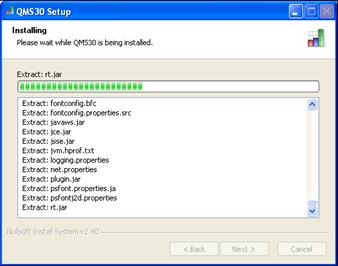 QMS30 Setup
Installing
Please wait while QMS30 is being installed.
Extract: rt.jar
Extract: fontconfig.bfc
Extract: fontconfig.properties.src
Extract: javaws.jar
Extract: jce.jar
Extract: jsse.jar
Extract: jvm.hprof.txt
Extract: logging.properties
Extract: net.properties
Extract: plugin.jar
Extract: psfont.properties.ja
Extract: psfontj2d.properties
Extract: rt.jar
Nullsoft Install System v2.40
< Back Next > Cancel